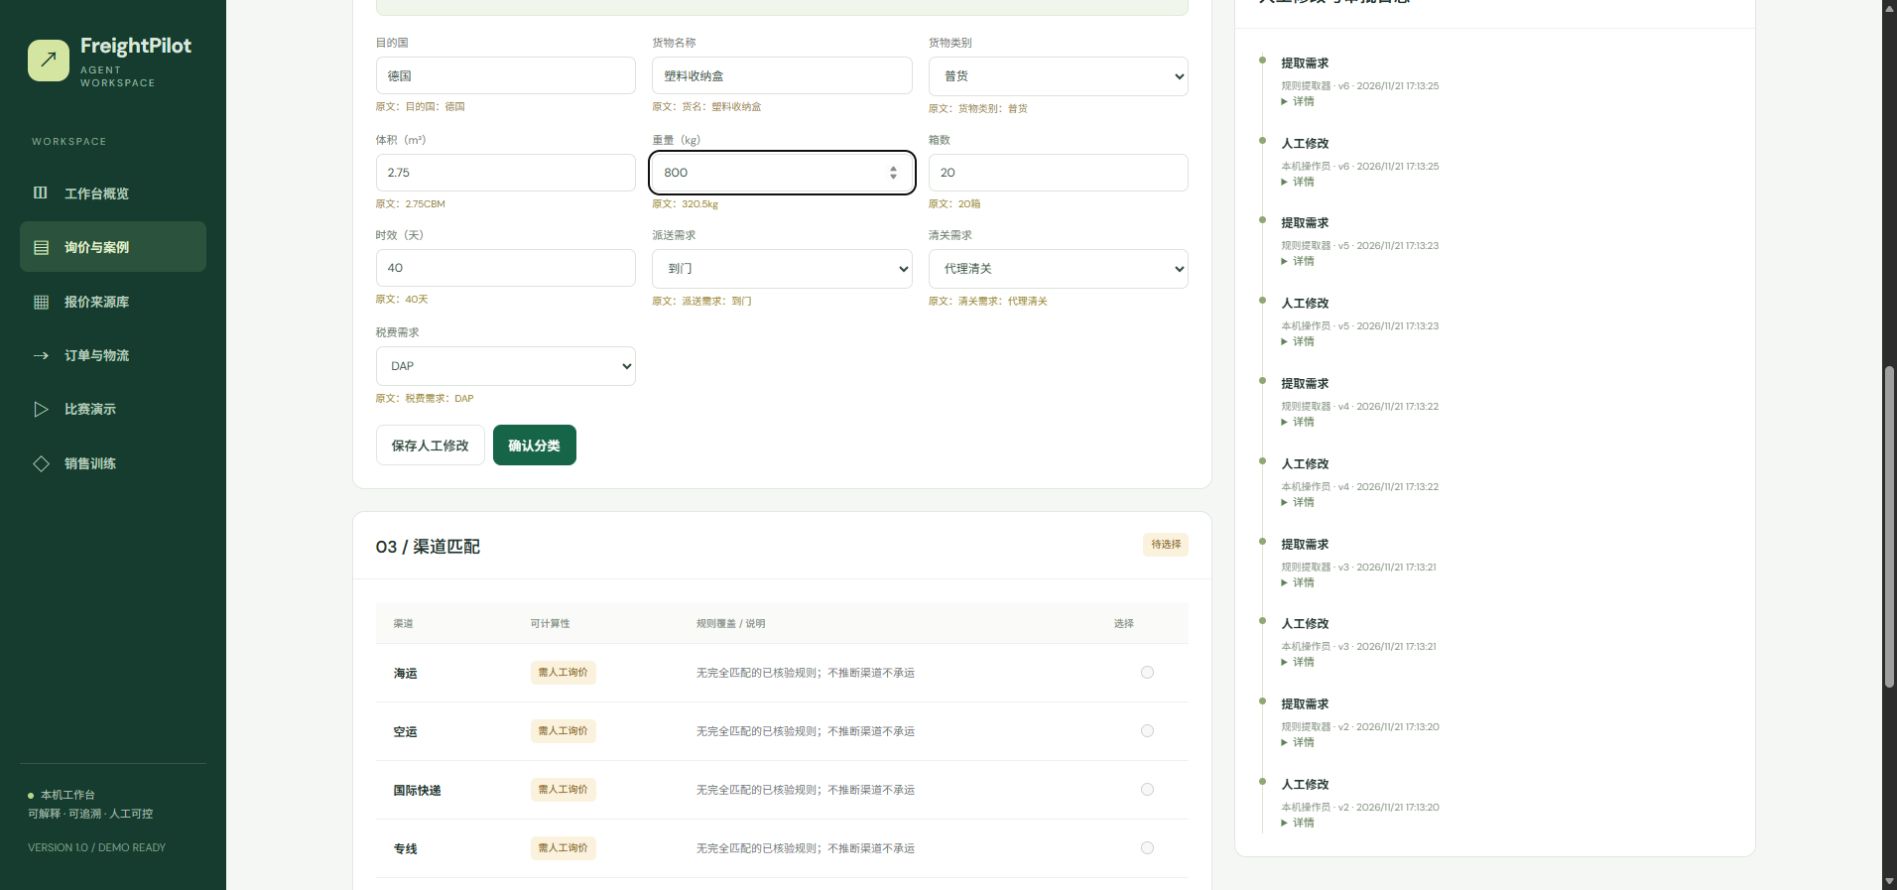 FreightPilot
AGENT
WORKSPACE
WORKSPACE
工作台概览
询价与案例
报价来源库
订单与物流
比赛演示
销售训练
本机工作台
可解释 · 可追溯 · 人工可控
VERSION 1.0 / DEMO READY
目的国
货物名称
货物类别
德国
塑料收纳盒
普货
原文：目的国：德国
原文：货名：塑料收纳盒
原文：货物类别：普货
体积（m³）
重量（kg）
箱数
2.75
800
20
原文：2.75CBM
原文：320.5kg
原文：20箱
时效（天）
派送需求
清关需求
40
到门
代理清关
原文：40天
原文：派送需求：到门
原文：清关需求：代理清关
税费需求
DAP
原文：税费需求：DAP
保存人工修改
确认分类
03 / 渠道匹配
待选择
渠道
可计算性
规则覆盖 / 说明
选择
海运
需人工询价
无完全匹配的已核验规则；不推断渠道不承运
空运
需人工询价
无完全匹配的已核验规则；不推断渠道不承运
国际快递
需人工询价
无完全匹配的已核验规则；不推断渠道不承运
专线
需人工询价
无完全匹配的已核验规则；不推断渠道不承运
提取需求
规则提取器 · v6 · 2026/11/21 17:13:25
▶ 详情
人工修改
本机操作员 · v6 · 2026/11/21 17:13:25
▶ 详情
提取需求
规则提取器 · v5 · 2026/11/21 17:13:23
▶ 详情
人工修改
本机操作员 · v5 · 2026/11/21 17:13:23
▶ 详情
提取需求
规则提取器 · v4 · 2026/11/21 17:13:22
▶ 详情
人工修改
本机操作员 · v4 · 2026/11/21 17:13:22
▶ 详情
提取需求
规则提取器 · v3 · 2026/11/21 17:13:21
▶ 详情
人工修改
本机操作员 · v3 · 2026/11/21 17:13:21
▶ 详情
提取需求
规则提取器 · v2 · 2026/11/21 17:13:20
▶ 详情
人工修改
本机操作员 · v2 · 2026/11/21 17:13:20
▶ 详情